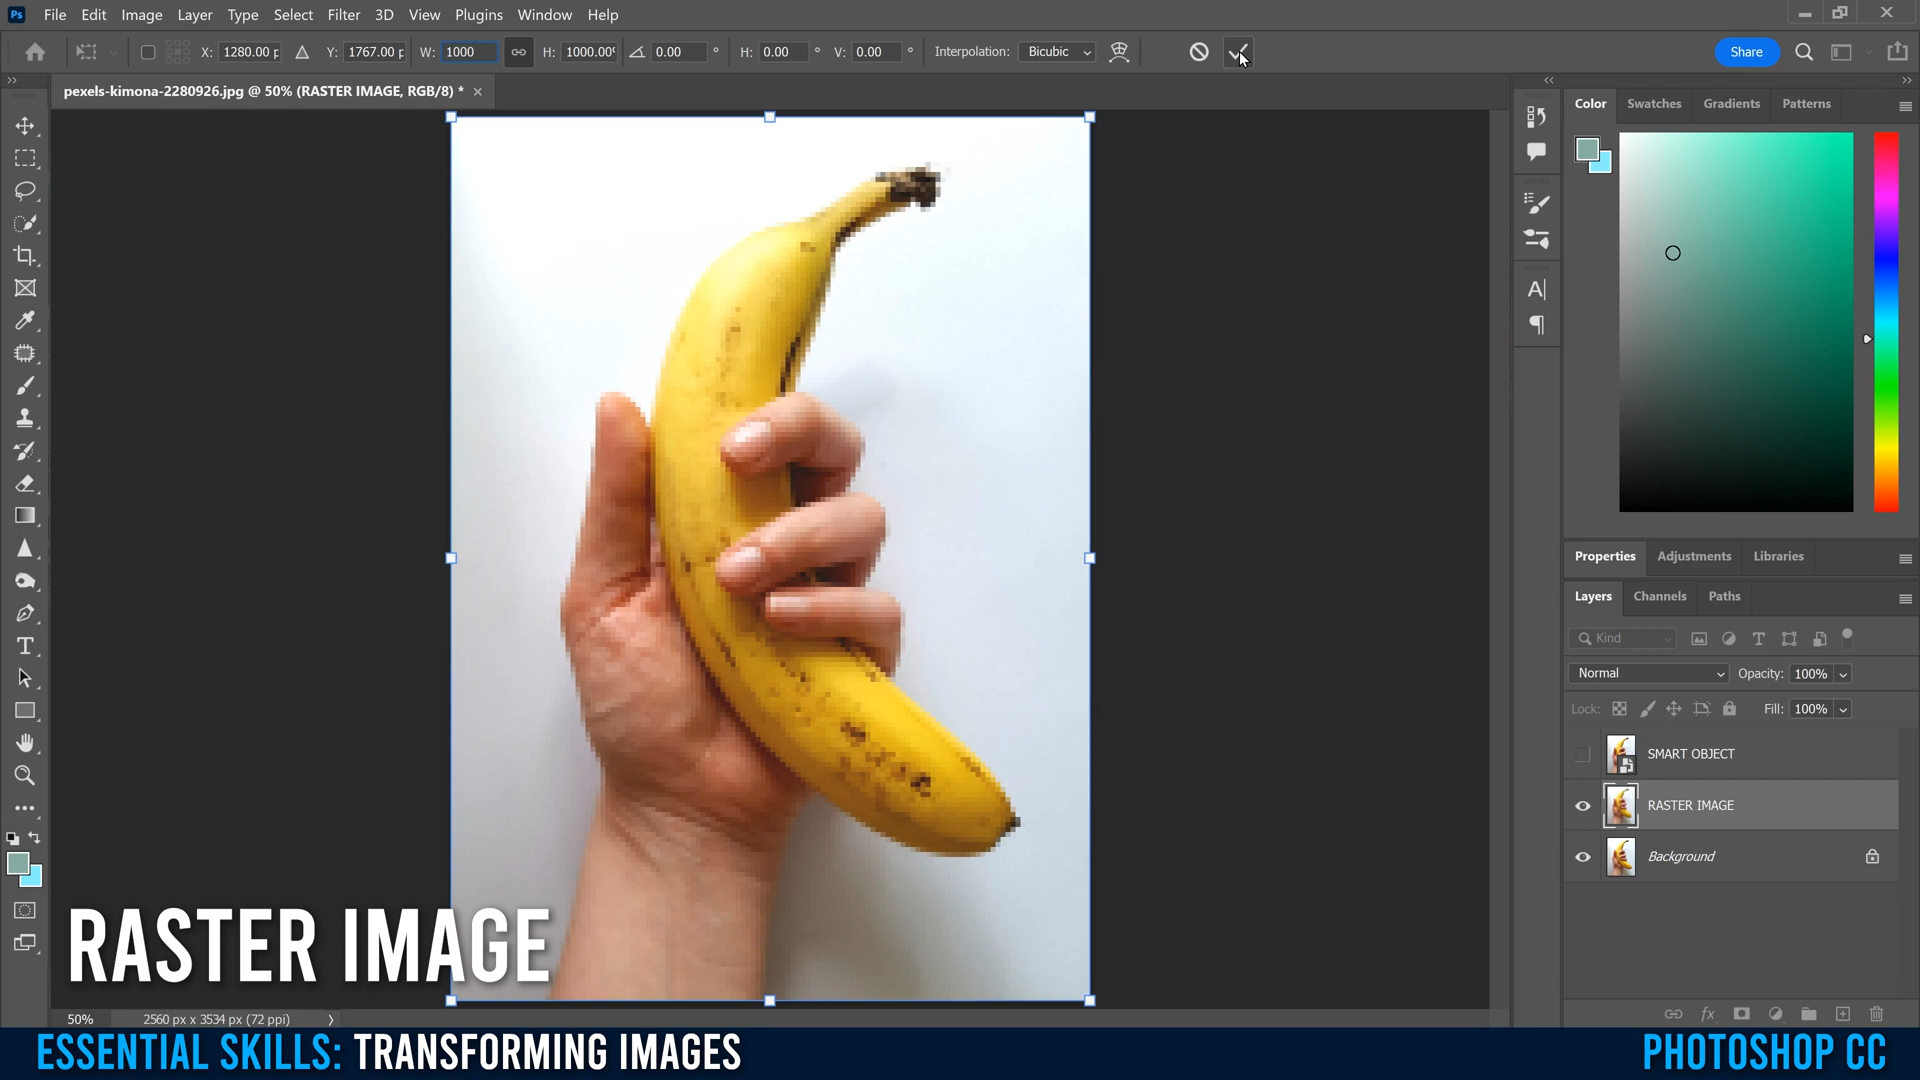 Ps File Edit Image Layer Type Select Filter 3D View Plugins Window Help
X: 1280.00 p Y: 1767.00 p W: 1000 H: 1000.00% 0.00 ° H: 0.00 ° V: 0.00 ° Interpolation: Bicubic Share
pexels-kimona-2280926.jpg @ 50% (RASTER IMAGE, RGB/8) * ×
Color Swatches Gradients Patterns
A|
Properties Adjustments Libraries
Layers Channels Paths
Kind
Normal Opacity: 100%
Lock: Fill: 100%
SMART OBJECT
RASTER IMAGE
Background
T
RASTER IMAGE
fx
50% 2560 px x 3534 px (72 ppi)
ESSENTIAL SKILLS: TRANSFORMING IMAGES
PHOTOSHOP CC